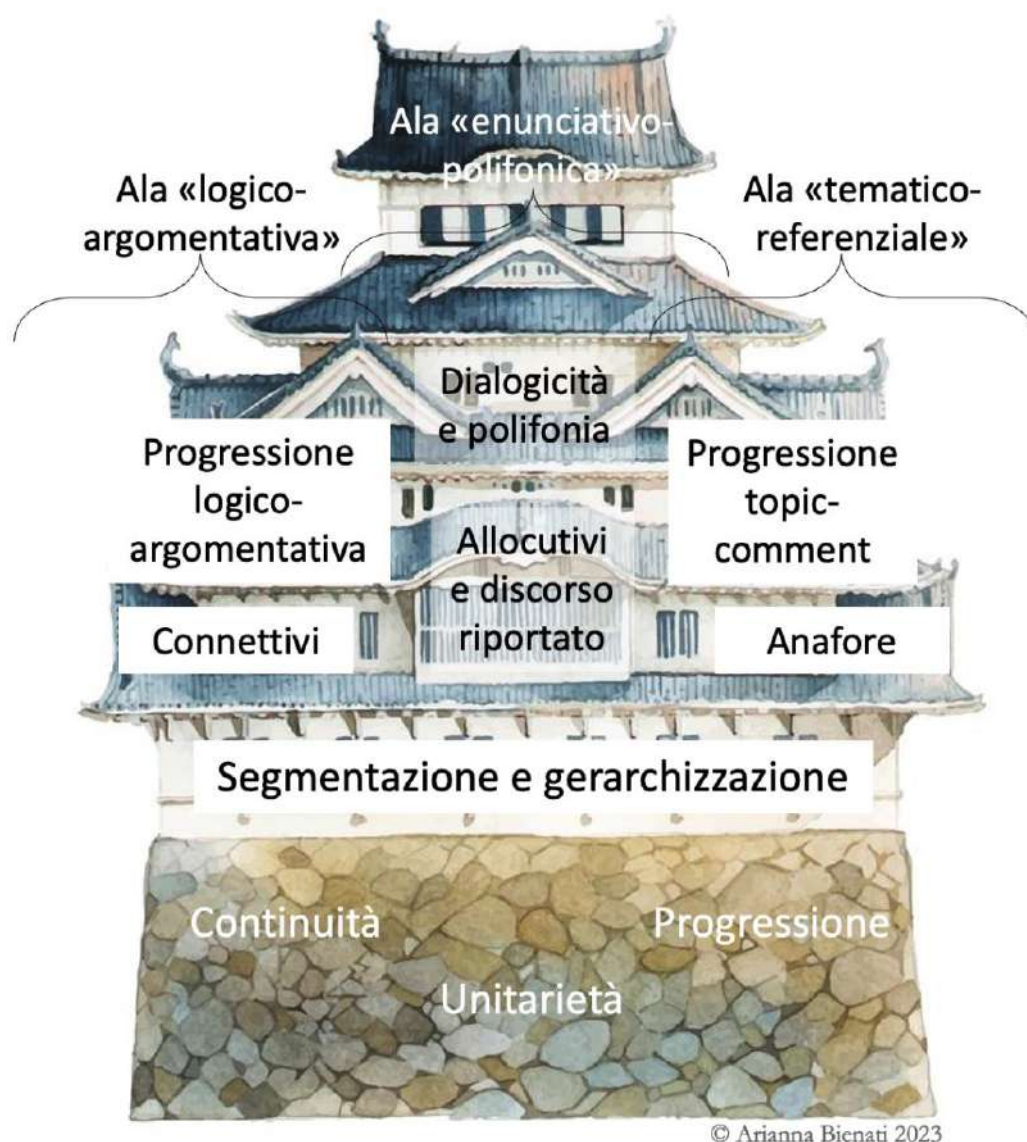 Ala «enunciativo-
polifonica»
Ala «logico-
argomentativa»
Ala «tematico-
referenziale»
Dialogicità
e polifonia
Progressione
logico-
argomentativa
Progressione
topic-
comment
Allocutivi
e discorso
riportato
Connettivi
Anafore
Segmentazione e gerarchizzazione
Continuità
Progressione
Unitarietà
© Arianna Bienati 2023